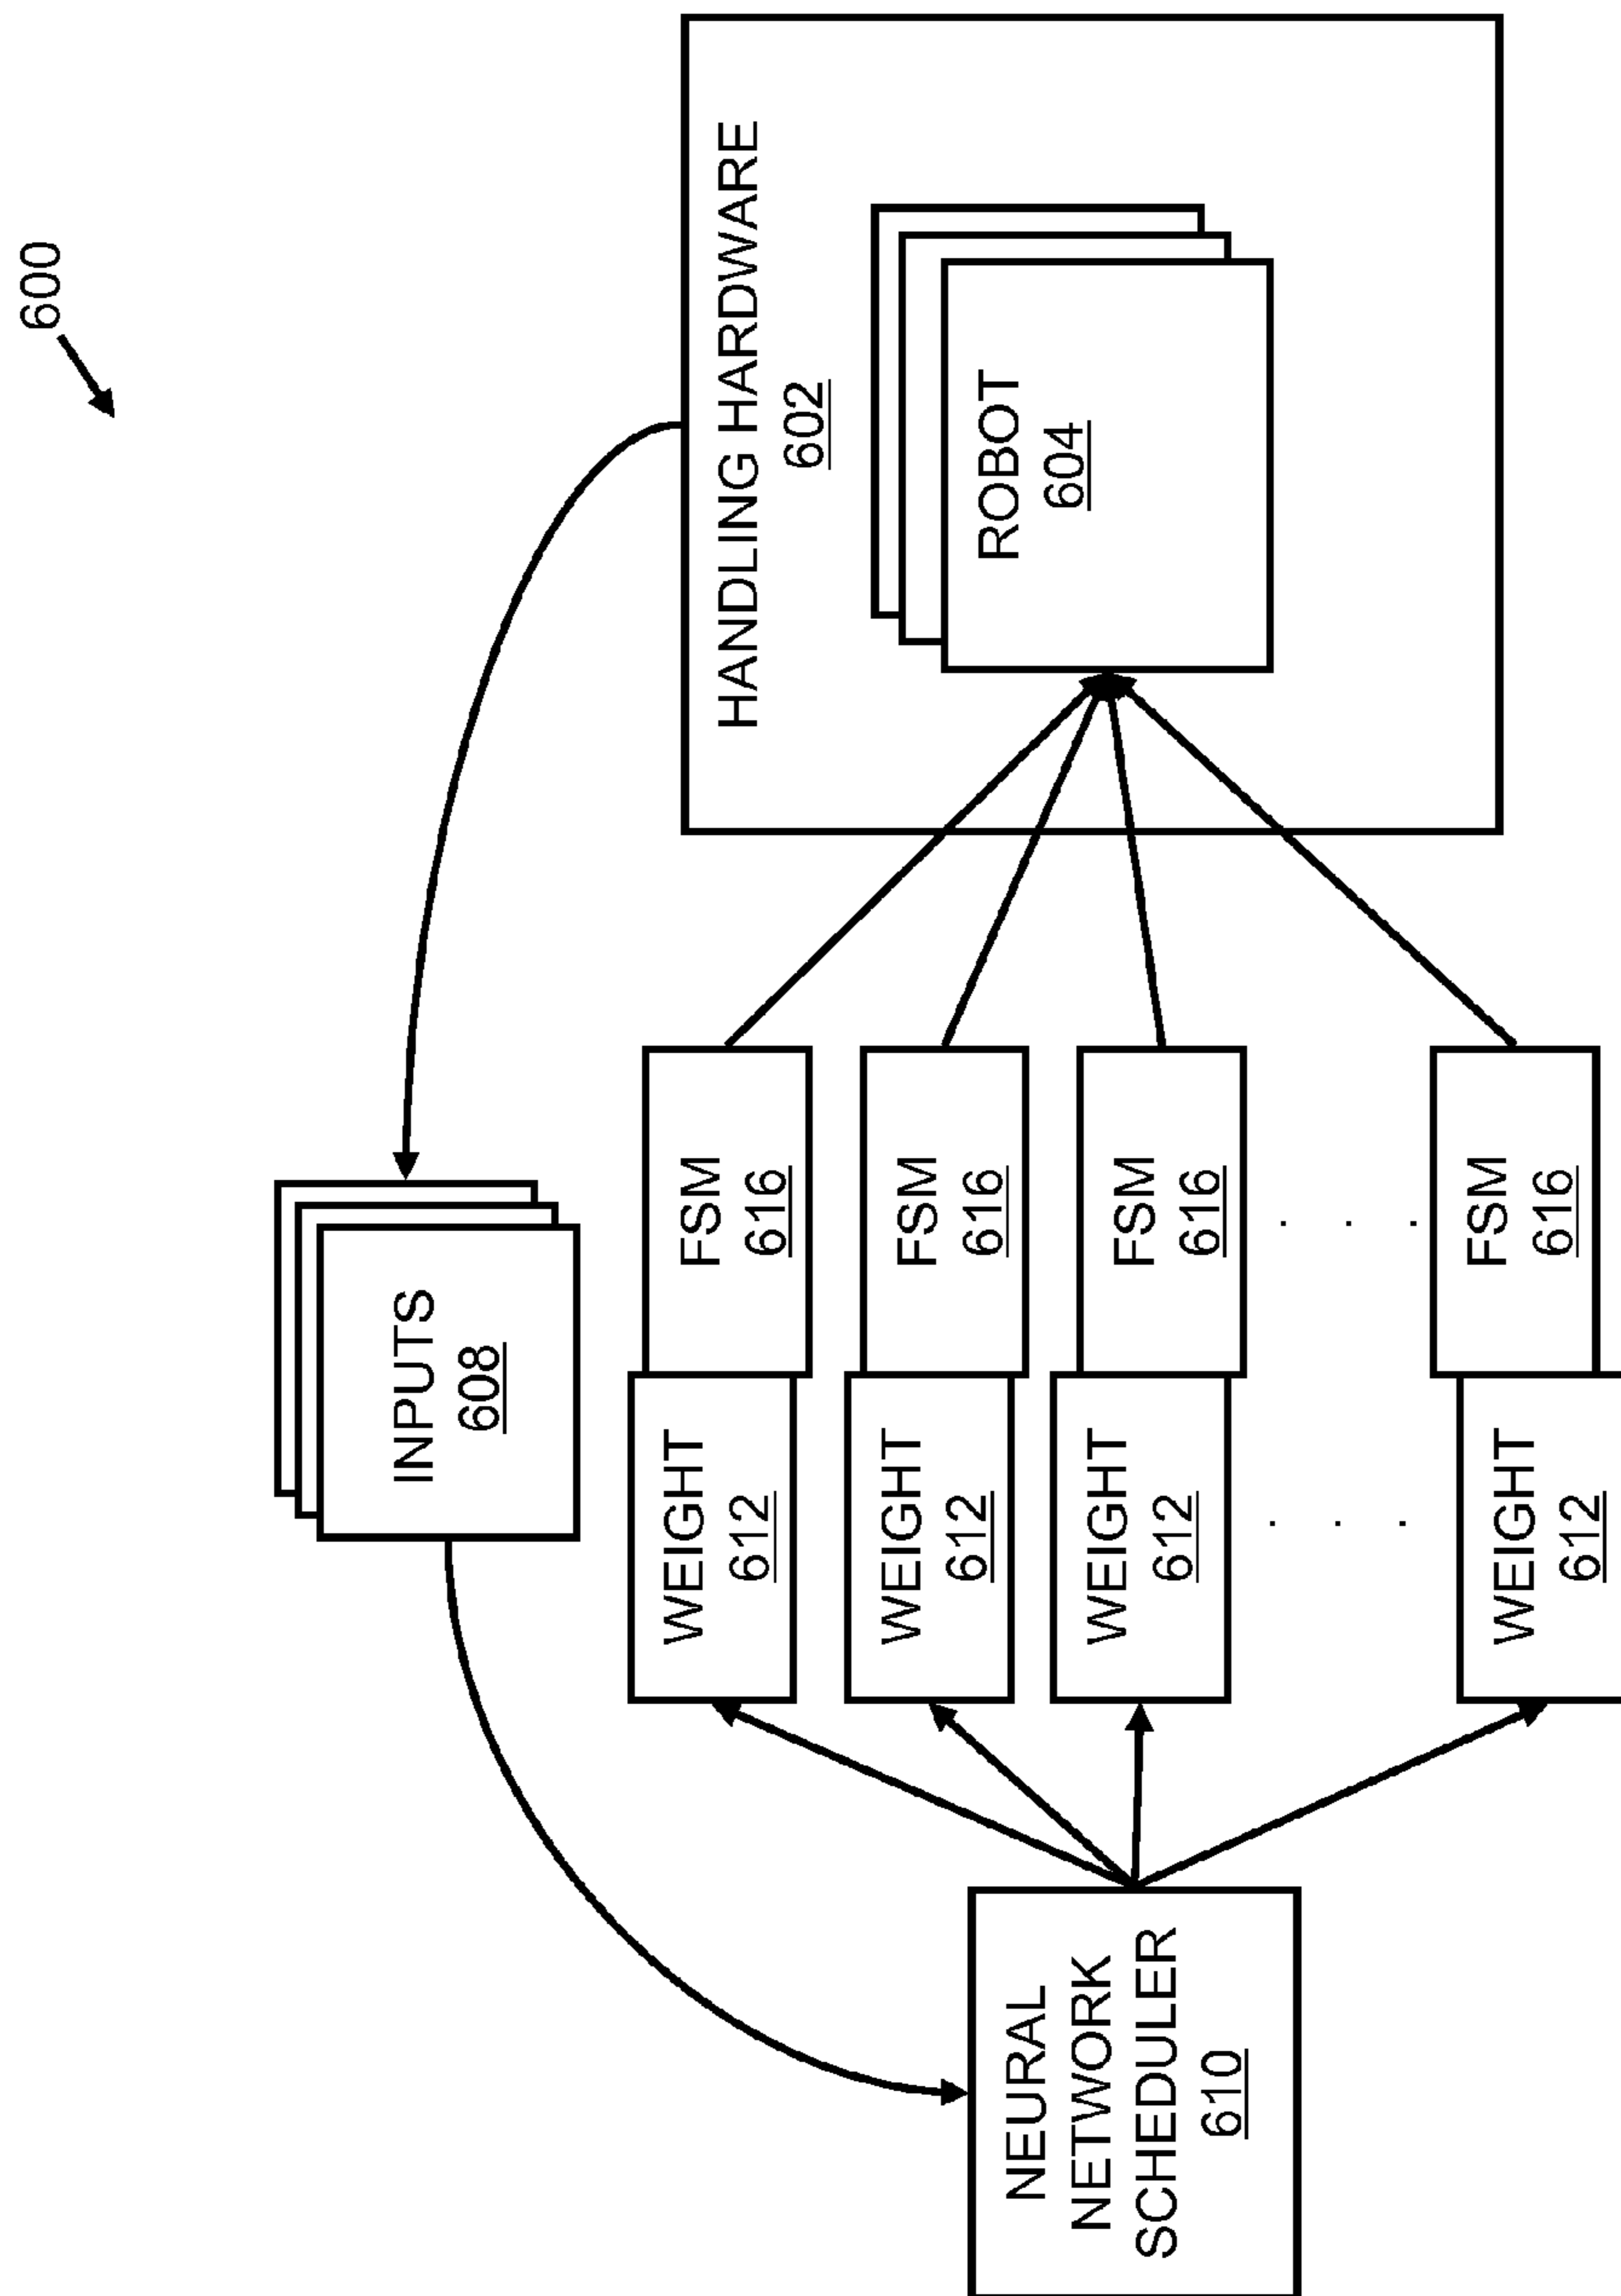 600
HANDLING HARDWARE
602
ROBOT
604
INPUTS
608
FSM
616
FSM
616
FSM
616
. . .
FSM
616
WEIGHT
612
WEIGHT
612
WEIGHT
612
. . .
WEIGHT
612
NEURAL
NETWORK
SCHEDULER
610